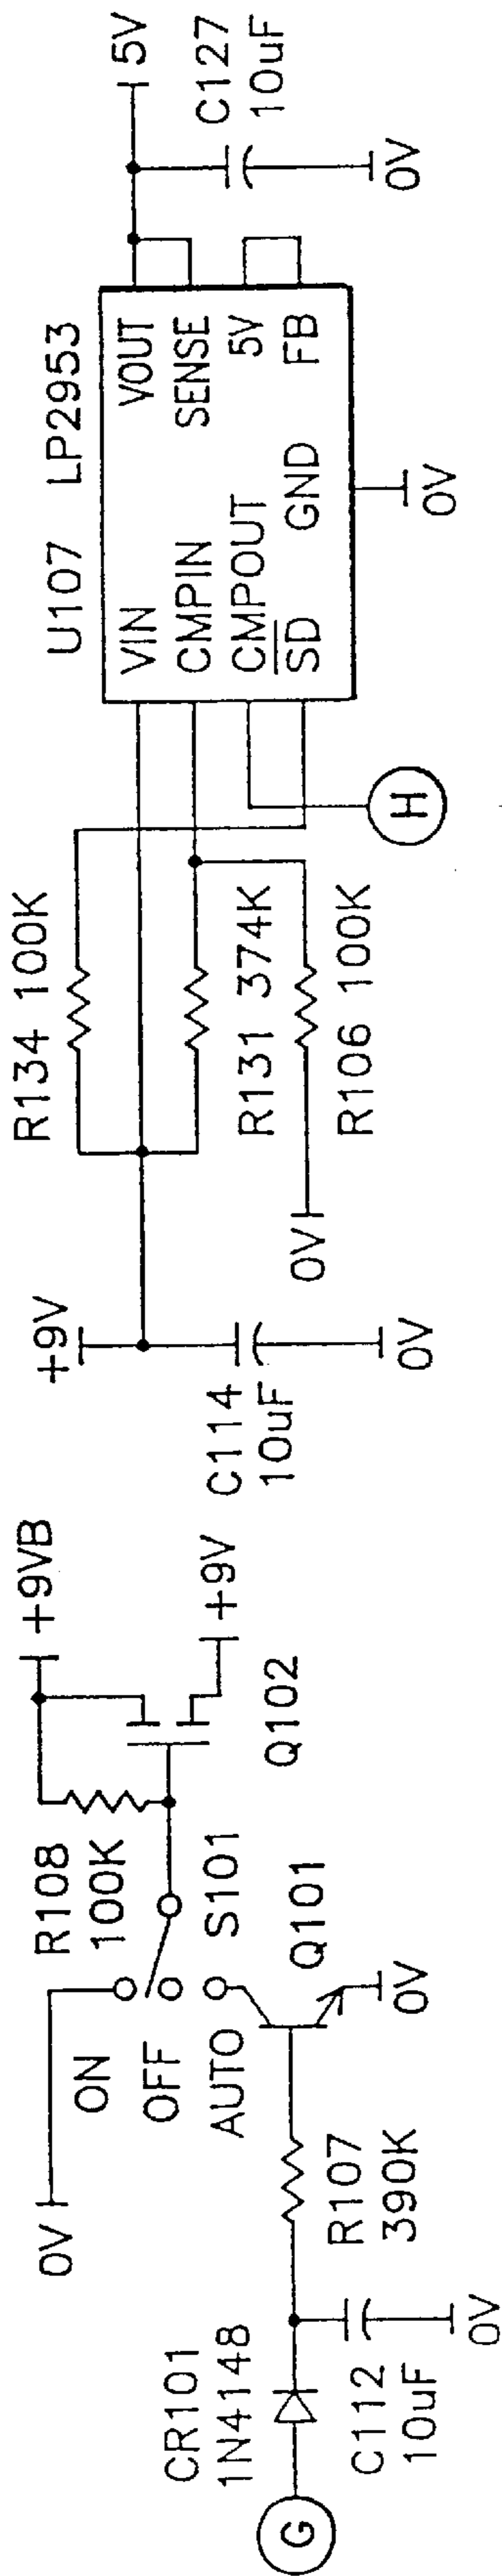 G
CR101
1N4148
C112
10uF
0V
R107
390K
0V
ON
OFF
AUTO
S101
Q101
0V
R108
100K
+9VB
Q102
+9V
+9V
C114
10uF
0V
R134 100K
R131 374K
R106 100K
0V
H
U107 LP2953
VIN
CMPIN
CMPOUT
SD
GND
VOUT
SENSE
5V
FB
0V
5V
C127
10uF
0V